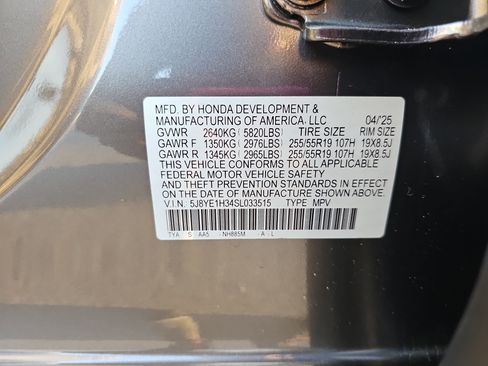 MFD. BY HONDA DEVELOPMENT &
MANUFACTURING OF AMERICA, LLC 04/'25
GVWR 2640KG (5820LBS) TIRE SIZE RIM SIZE
GAWR F 1350KG (2976LBS) 255/55R19 107H 19X8.5J
GAWR R 1345KG (2965LBS) 255/55R19 107H 19X8.5J
THIS VEHICLE CONFORMS TO ALL APPLICABLE
FEDERAL MOTOR VEHICLE SAFETY
AND THEFT PREVENTION STANDARDS IN EFFECT
ON THE DATE OF MANUFACTURE SHOWN ABOVE.
V.I.N: 5J8YE1H34SL033515 TYPE: MPV
TYA S AA5 -NH885M -A -L